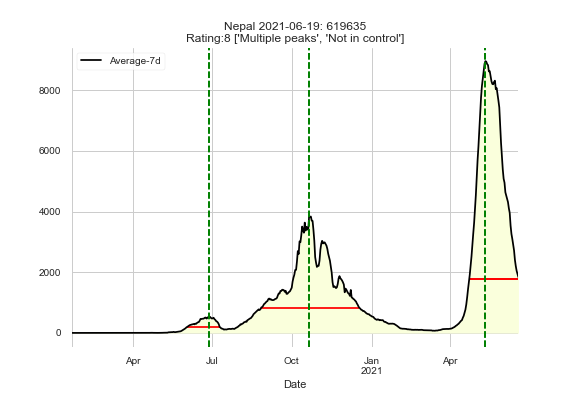 Nepal 2021-06-19: 619635
Rating:8 ['Multiple peaks', 'Not in control']
Average-7d
8000
6000
4000
2000
0
Apr
Jul
Oct
Jan
2021
Apr
Date